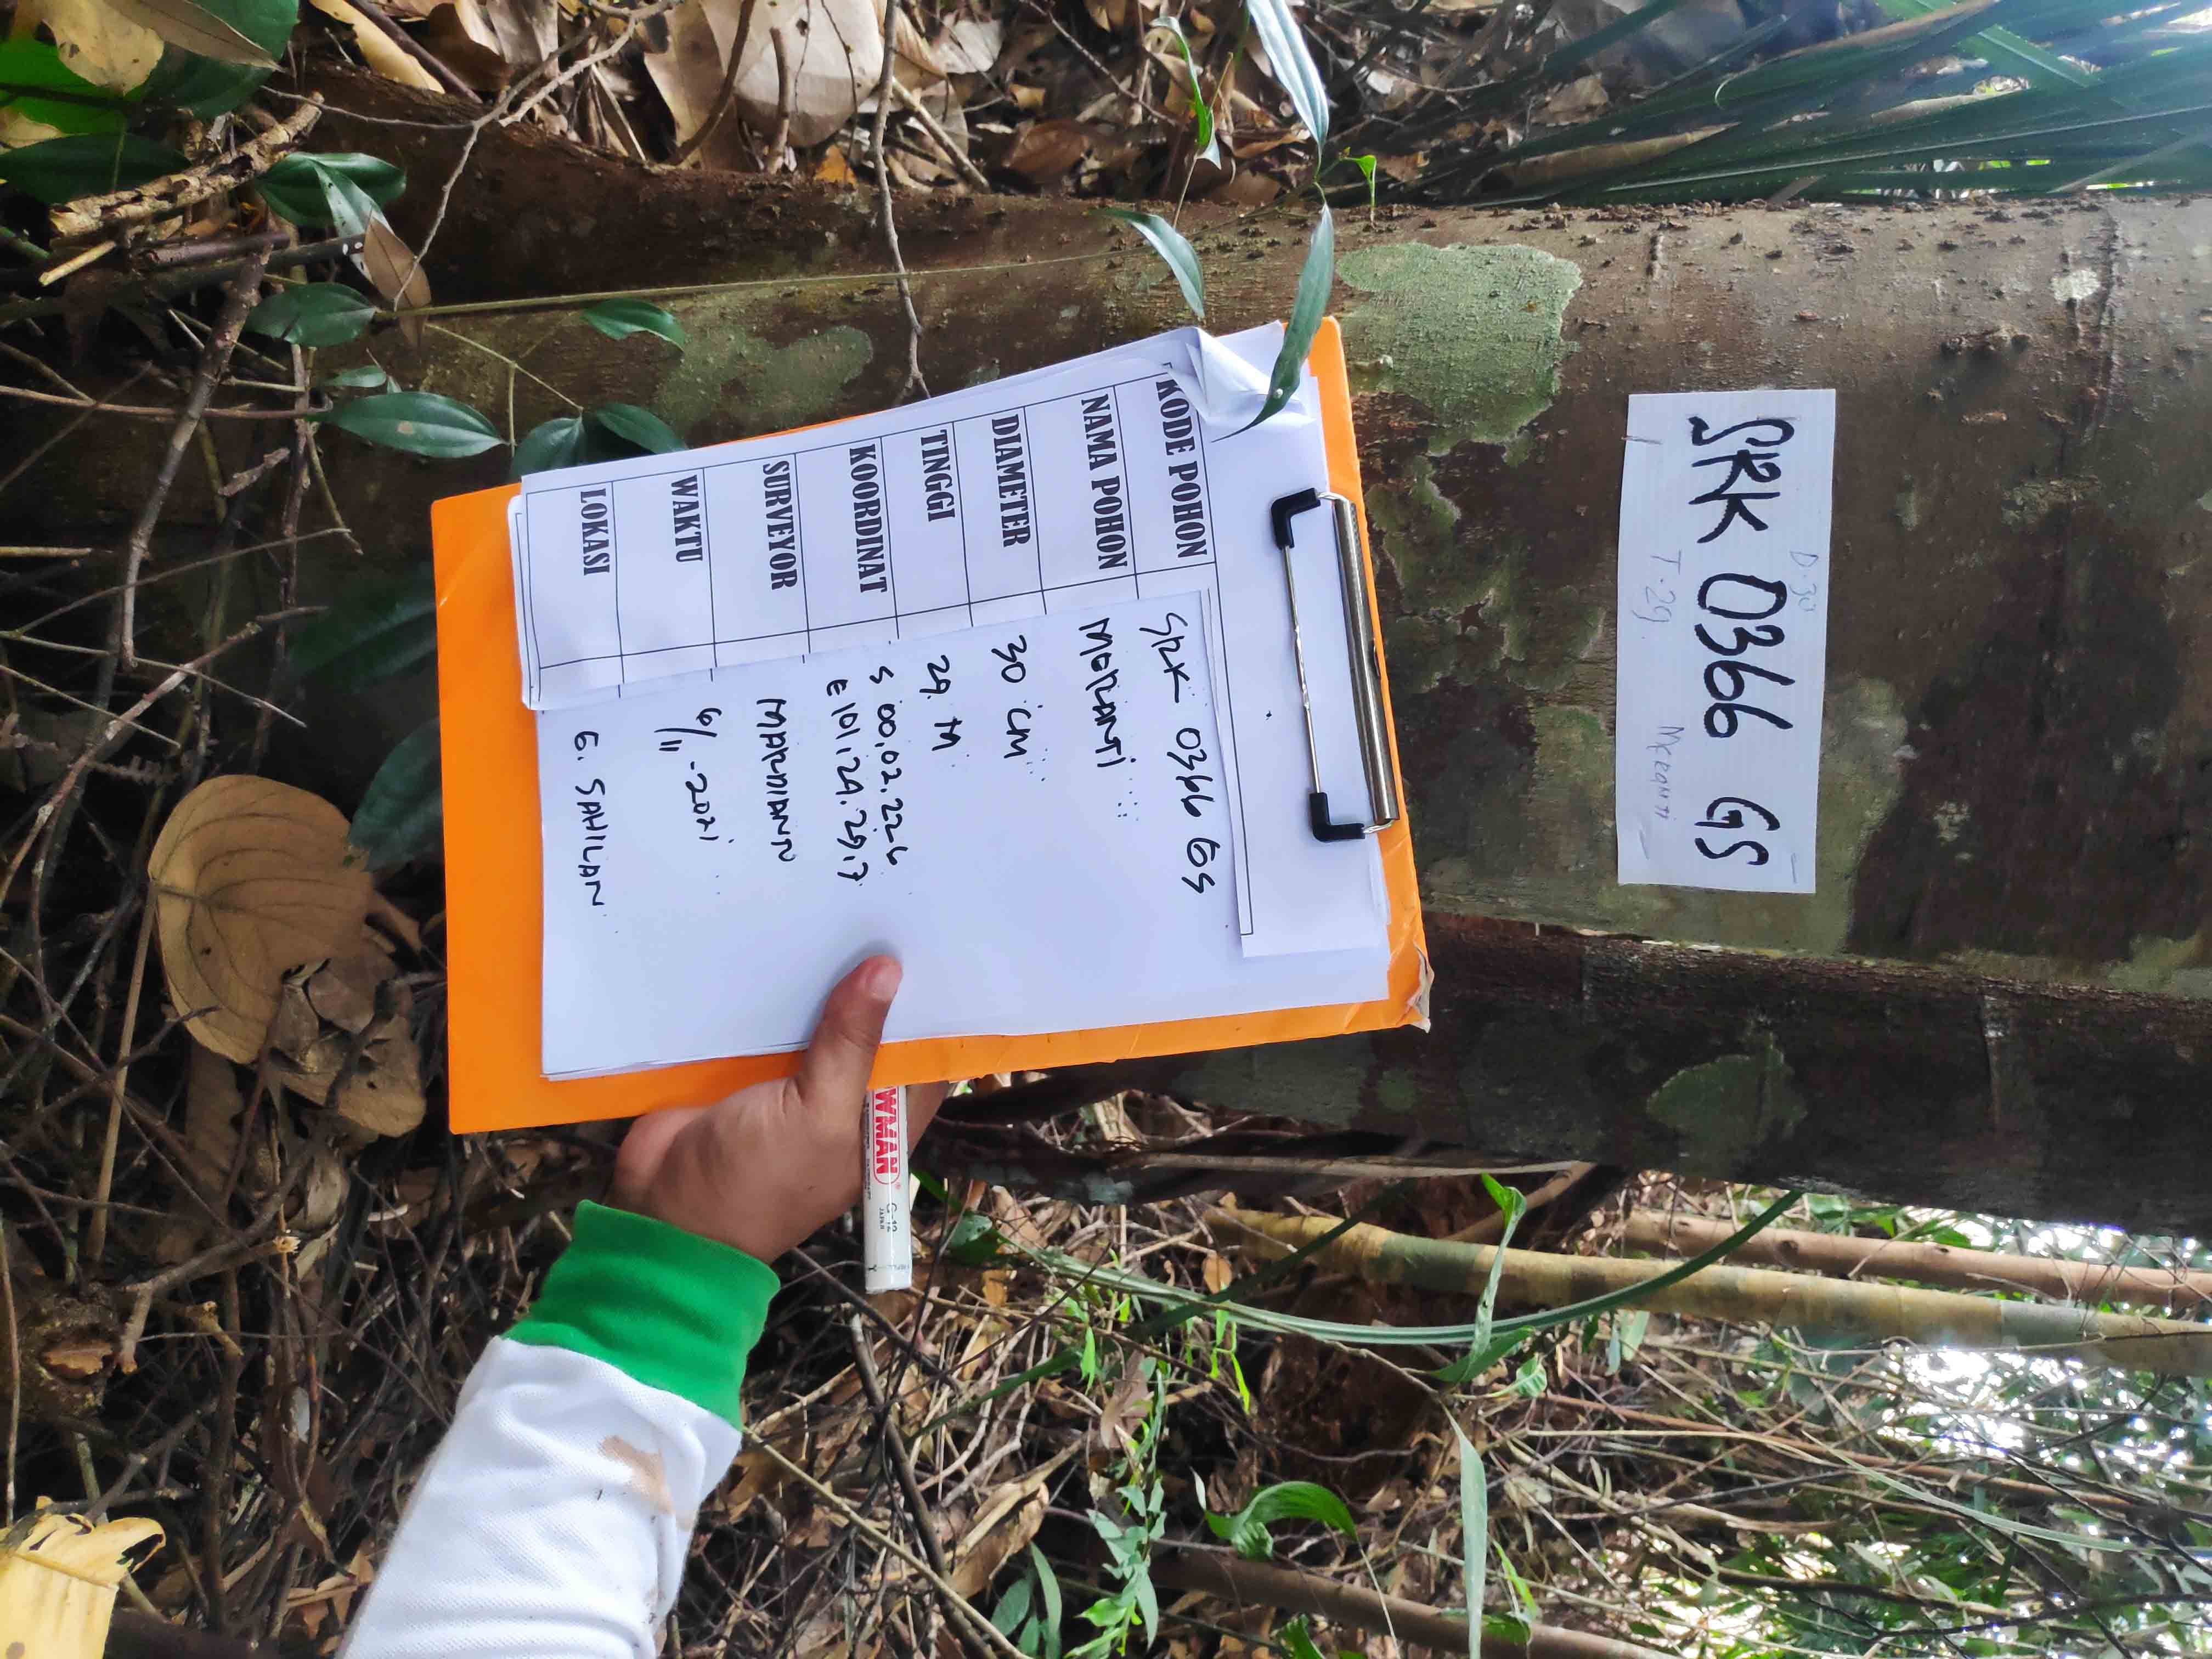 D.30
SRK 0366 GS
T.29 Meranti
KODE POHON SRK 0366 GS
NAMA POHON MERANTI
DIAMETER 30 CM
TINGGI 29 M
KOORDINAT S 00.02.226
E 101.29.29,7
SURVEYOR MARDIANTO
WAKTU 6/11-2021
LOKASI G. SAHILAN
WMAN G-12
JAPAN